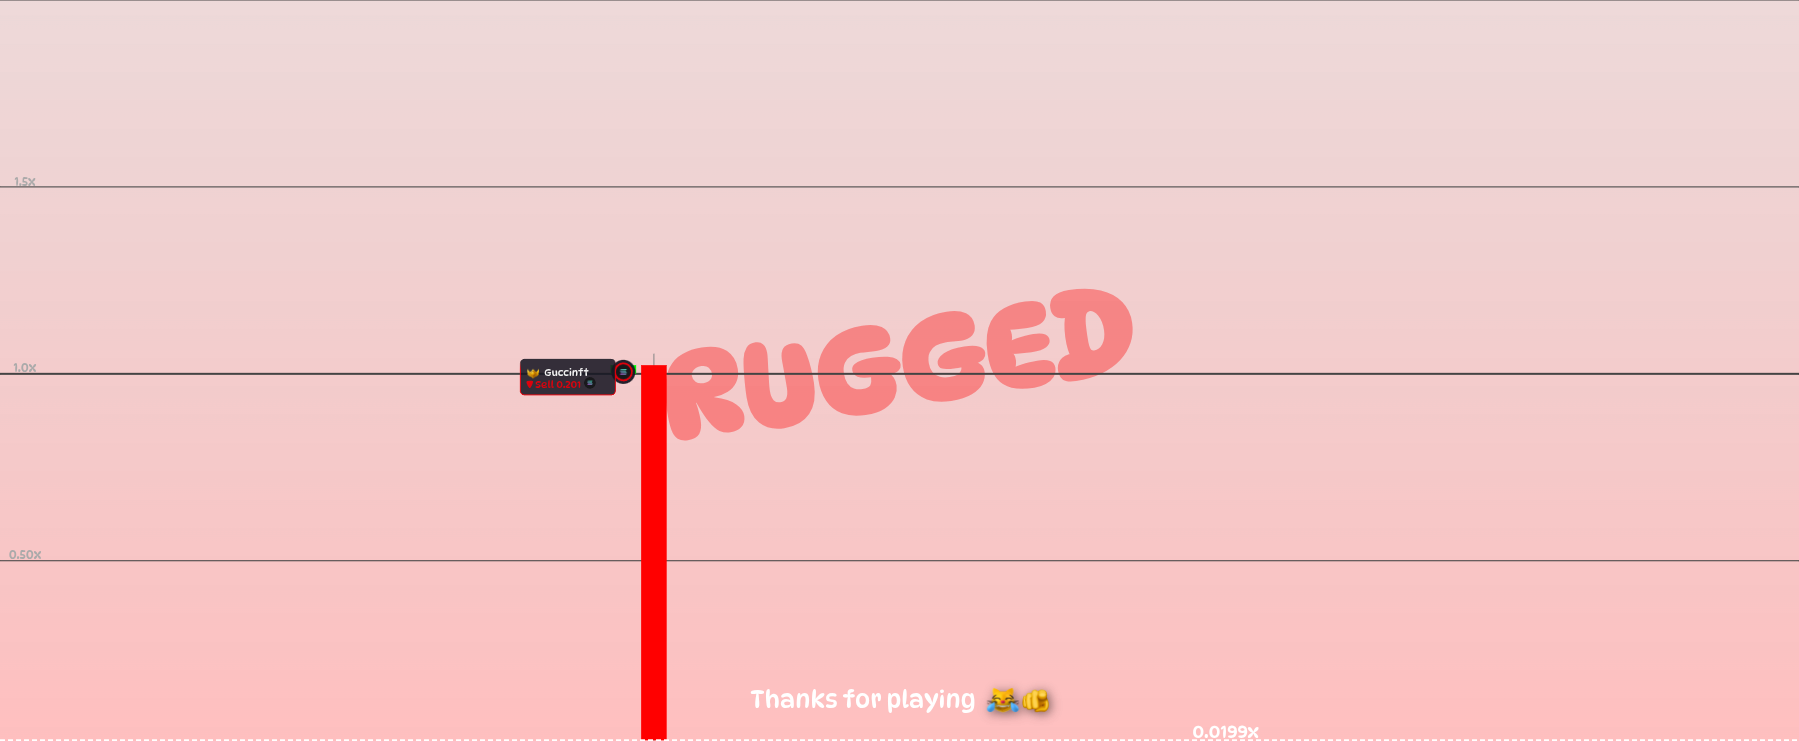 1.5x
RUGGED
1.0x
Guccinft
Sell 0.201
0.50x
Thanks for playing 😹🫵
0.0199x